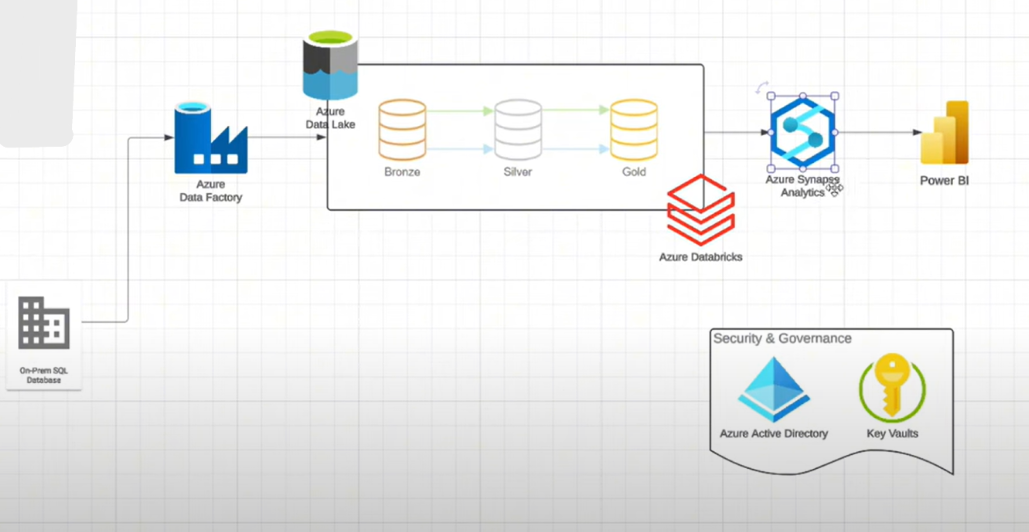 Azure
Data Lake
Azure
Data Factory
Bronze
Silver
Gold
Azure Synapse
Analytics
Power BI
Azure Databricks
On-Prem SQL
Database
Security & Governance
Azure Active Directory
Key Vaults